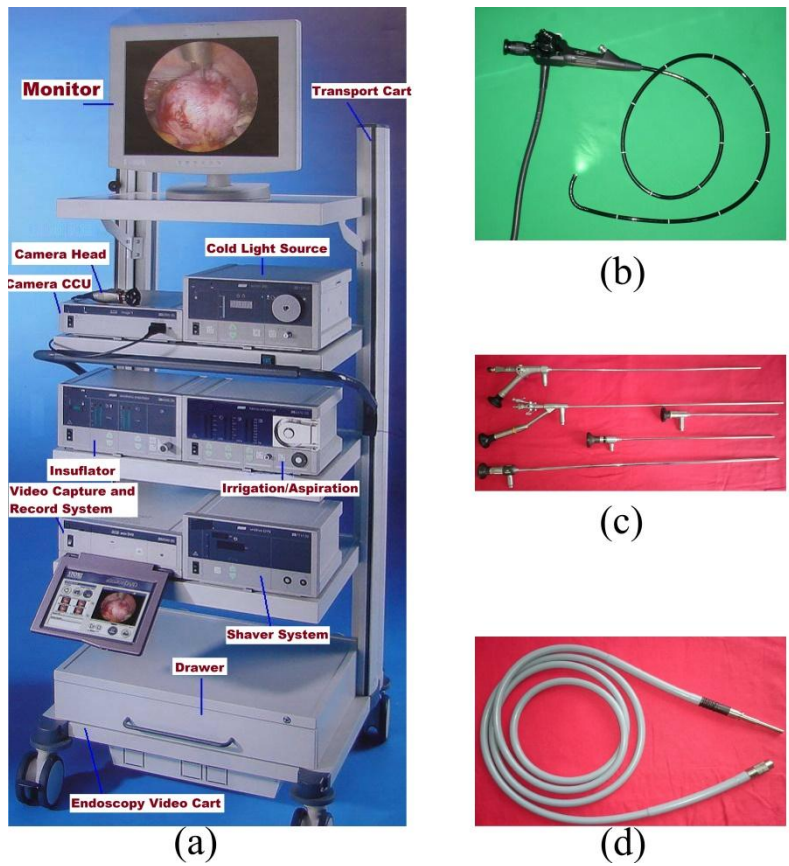 Monitor
Transport Cart
Camera Head
Cold Light Source
Camera CCU
Insuflator
Irrigation/Aspiration
Video Capture and
Record System
Shaver System
Drawer
Endoscopy Video Cart
(a)
(b)
(c)
(d)